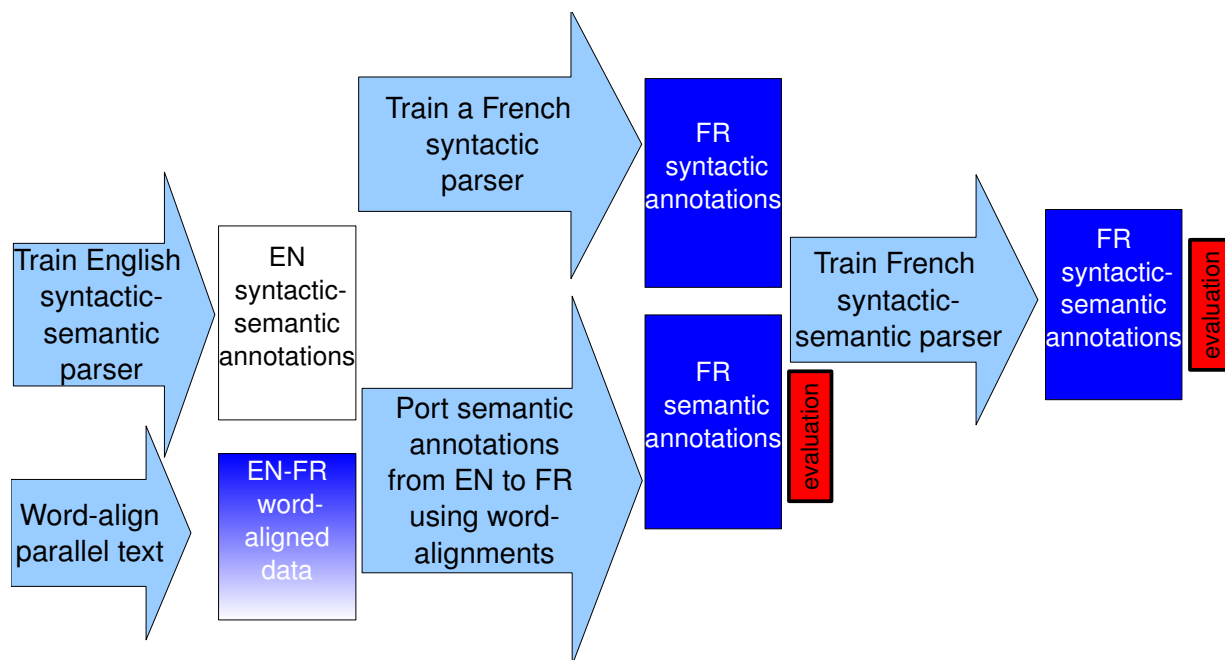 Train English
syntactic-
semantic
parser
Word-align
parallel text
EN
syntactic-
semantic
annotations
EN-FR
word-
aligned
data
Train a French
syntactic
parser
Port semantic
annotations
from EN to FR
using word-
alignments
FR
syntactic
annotations
FR
semantic
annotations
evaluation
Train French
syntactic-
semantic parser
FR
syntactic-
semantic
annotations
evaluation